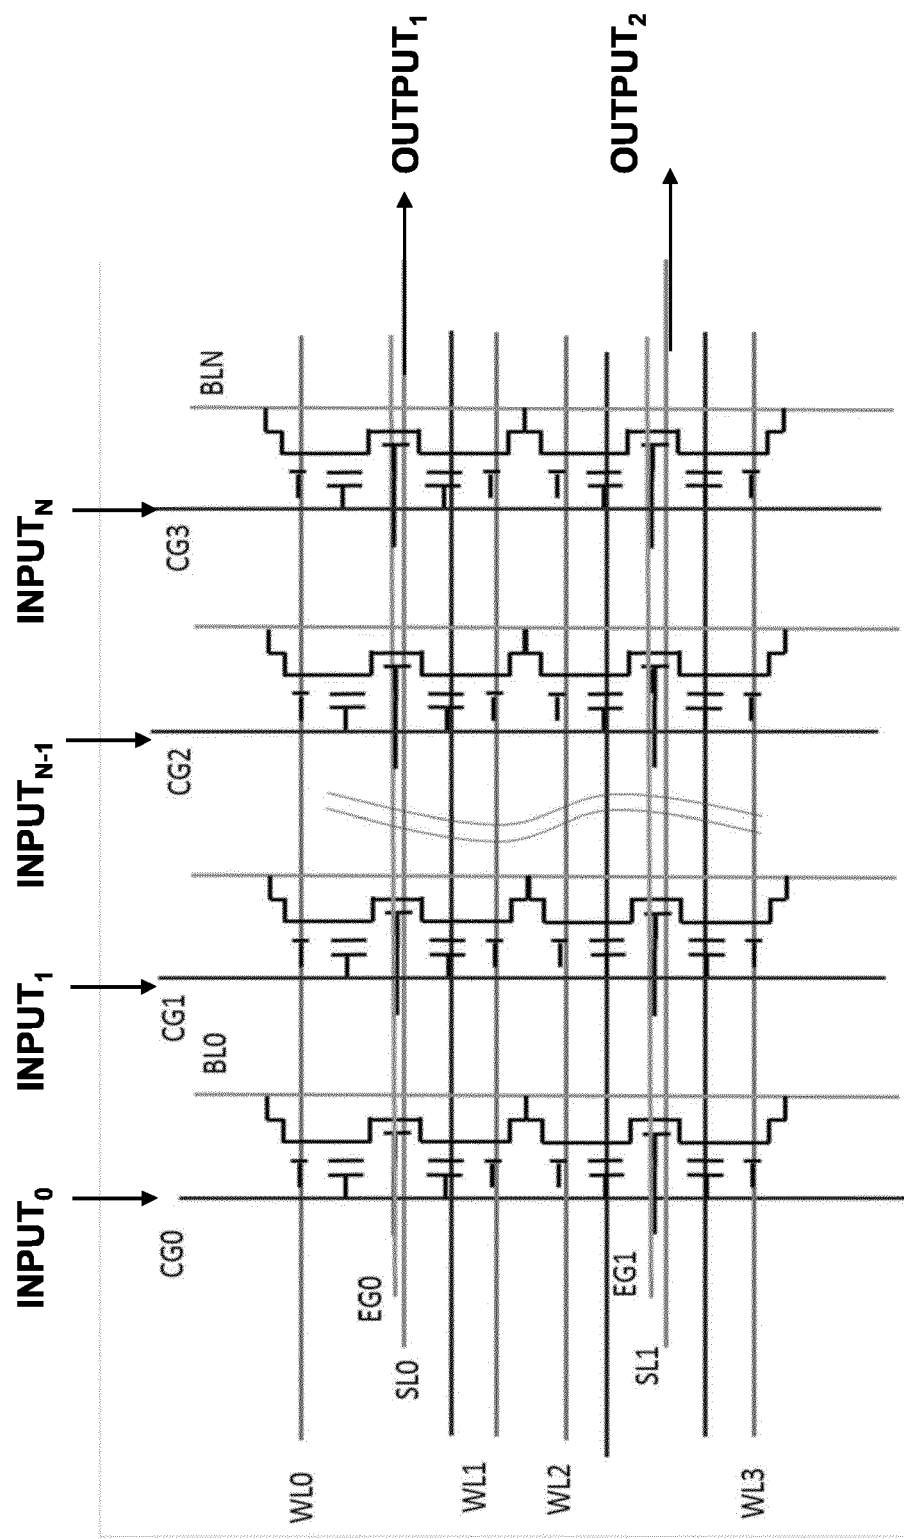 INPUT₀
INPUT₁
INPUTN-1
INPUTN
CG0
CG1
BL0
CG2
CG3
BLN
WL0
EG0
SL0
OUTPUT₁
WL1
WL2
EG1
SL1
OUTPUT₂
WL3